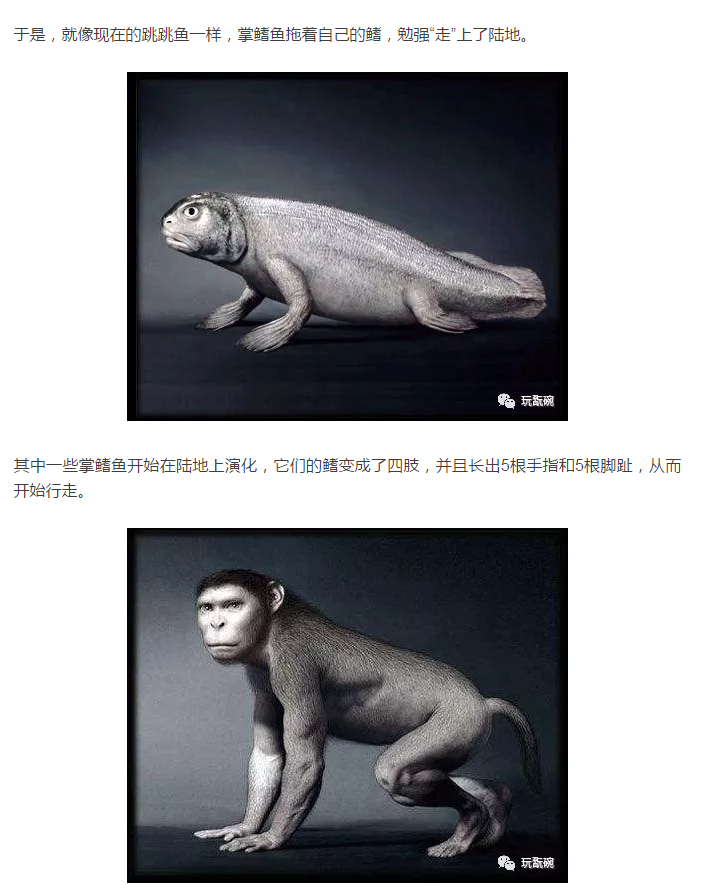 于是，就像现在的跳跳鱼一样，掌鳍鱼拖着自己的鳍，勉强“走”上了陆地。
玩翫碗
其中一些掌鳍鱼开始在陆地上演化，它们的鳍变成了四肢，并且长出5根手指和5根脚趾，从而
开始行走。
玩翫碗